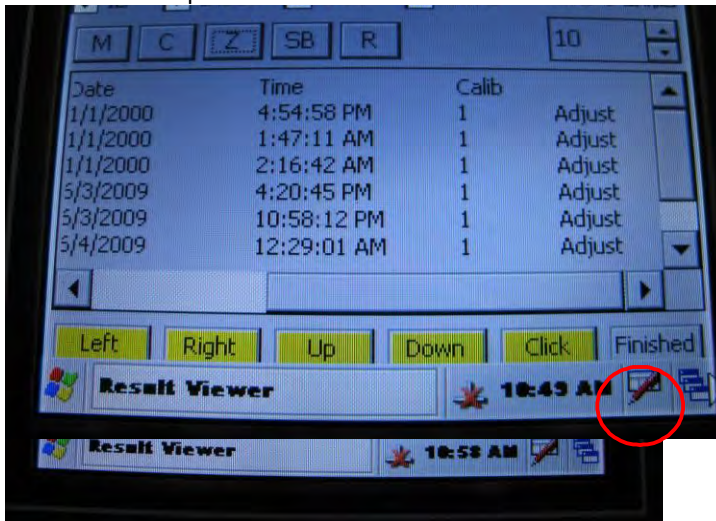 M C Z SB R 10
Date Time Calib
1/1/2000 4:54:58 PM 1 Adjust
1/1/2000 1:47:11 AM 1 Adjust
1/1/2000 2:16:42 AM 1 Adjust
5/3/2009 4:20:45 PM 1 Adjust
5/3/2009 10:58:12 PM 1 Adjust
5/4/2009 12:29:01 AM 1 Adjust
Left Right Up Down Click Finished
Result Viewer 10:49 AM
Result Viewer 10:58 AM